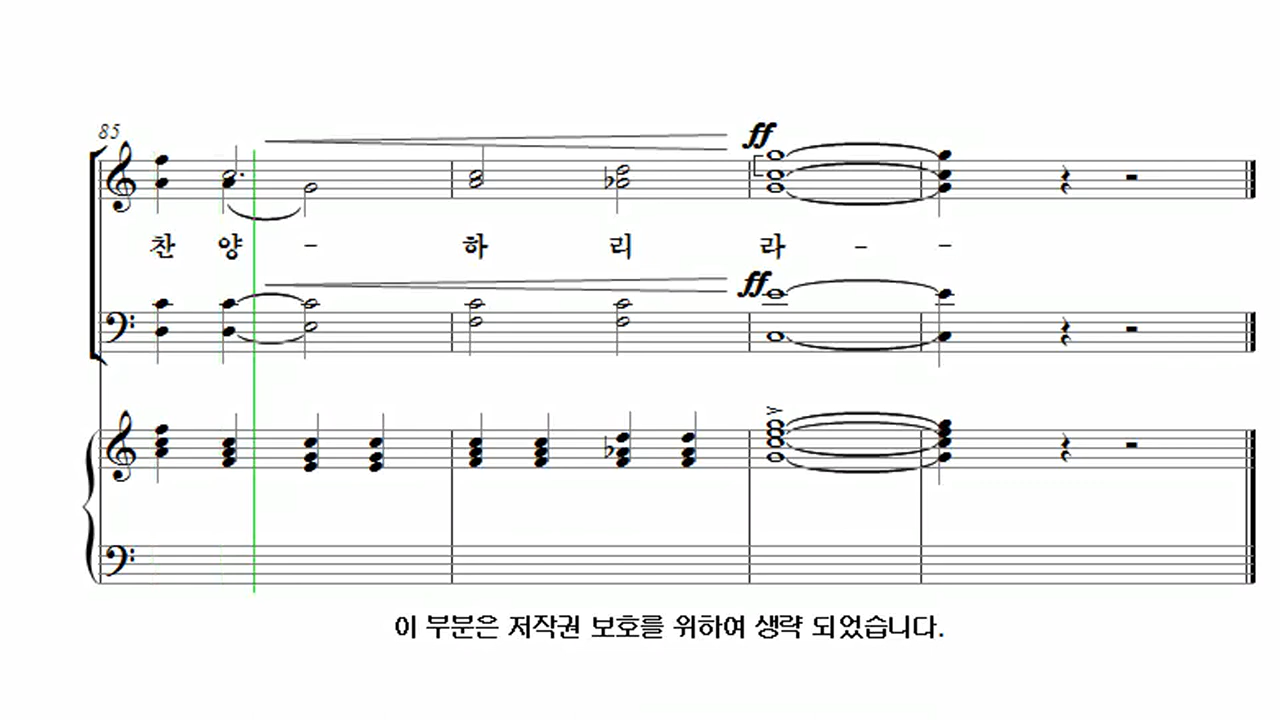 85
ff
찬 양 - 하 리 라 - -
ff
이 부분은 저작권 보호를 위하여 생략 되었습니다.